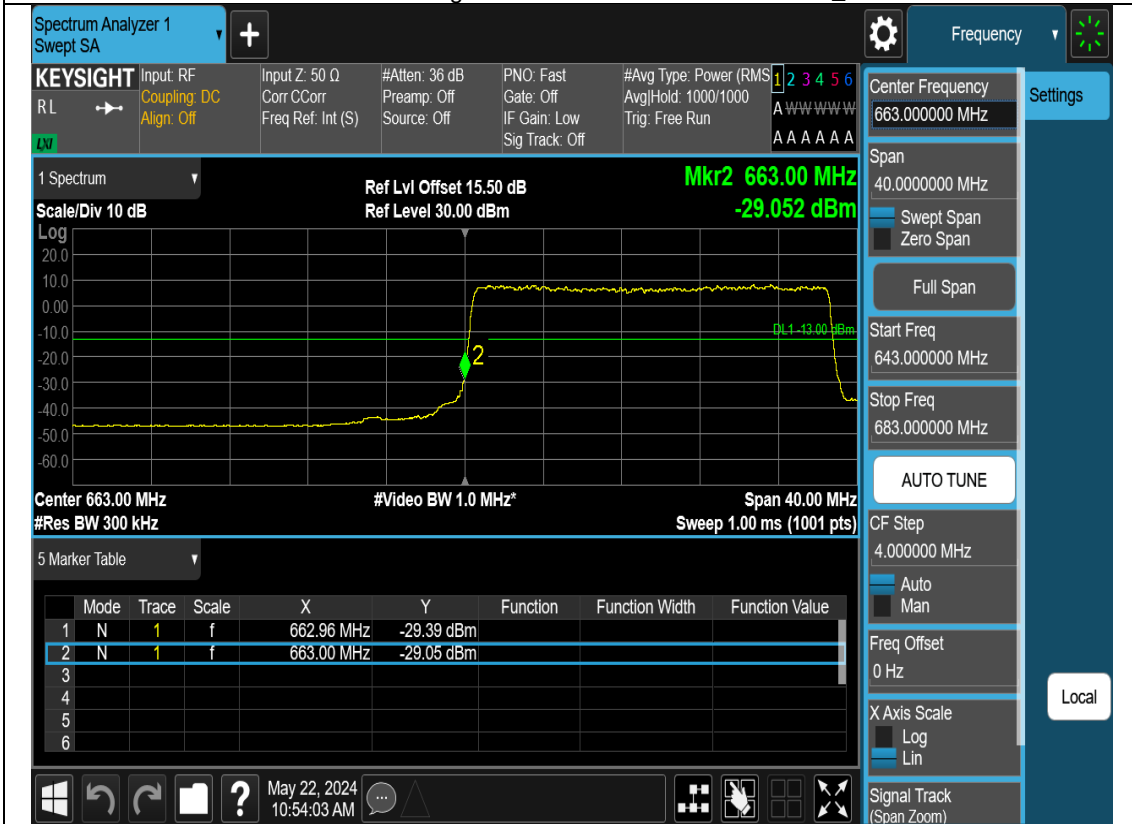 Spectrum Analyzer 1
Swept SA
+
Frequency
KEYSIGHT
R L
LXI
Input: RF
Coupling: DC
Align: Off
Input Z: 50 Ω
Corr CCorr
Freq Ref: Int (S)
#Atten: 36 dB
Preamp: Off
Source: Off
PNO: Fast
Gate: Off
IF Gain: Low
Sig Track: Off
#Avg Type: Power (RMS
Avg|Hold: 1000/1000
Trig: Free Run
1 2 3 4 5 6
A W W W W W
A A A A A A
1 Spectrum
Scale/Div 10 dB
Ref Lvl Offset 15.50 dB
Ref Level 30.00 dBm
Mkr2 663.00 MHz
-29.052 dBm
Log
20.0
10.0
0.00
-10.0
-20.0
-30.0
-40.0
-50.0
-60.0
DL1 -13.00 dBm
2
Center 663.00 MHz
#Video BW 1.0 MHz*
Span 40.00 MHz
#Res BW 300 kHz
Sweep 1.00 ms (1001 pts)
5 Marker Table
Mode Trace Scale X Y Function Function Width Function Value
1 N 1 f 662.96 MHz -29.39 dBm
2 N 1 f 663.00 MHz -29.05 dBm
3
4
5
6
?
May 22, 2024
10:54:03 AM
Center Frequency
663.000000 MHz
Settings
Span
40.0000000 MHz
Swept Span
Zero Span
Full Span
Start Freq
643.000000 MHz
Stop Freq
683.000000 MHz
AUTO TUNE
CF Step
4.000000 MHz
Auto
Man
Freq Offset
0 Hz
Local
X Axis Scale
Log
Lin
Signal Track
(Span Zoom)